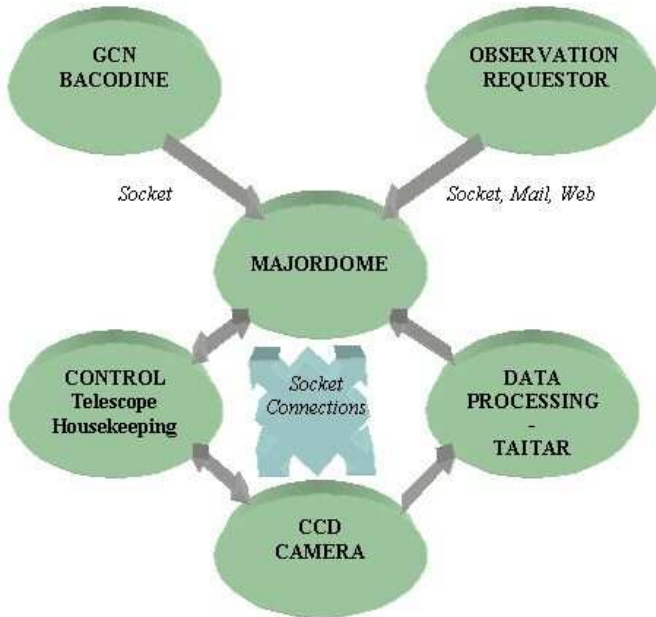 GCN
BACODINE
OBSERVATION
REQUESTOR
Socket
Socket, Mail, Web
MAJORDOME
CONTROL
Telescope
Housekeeping
Socket
Connections
DATA
PROCESSING
-
TAITAR
CCD
CAMERA